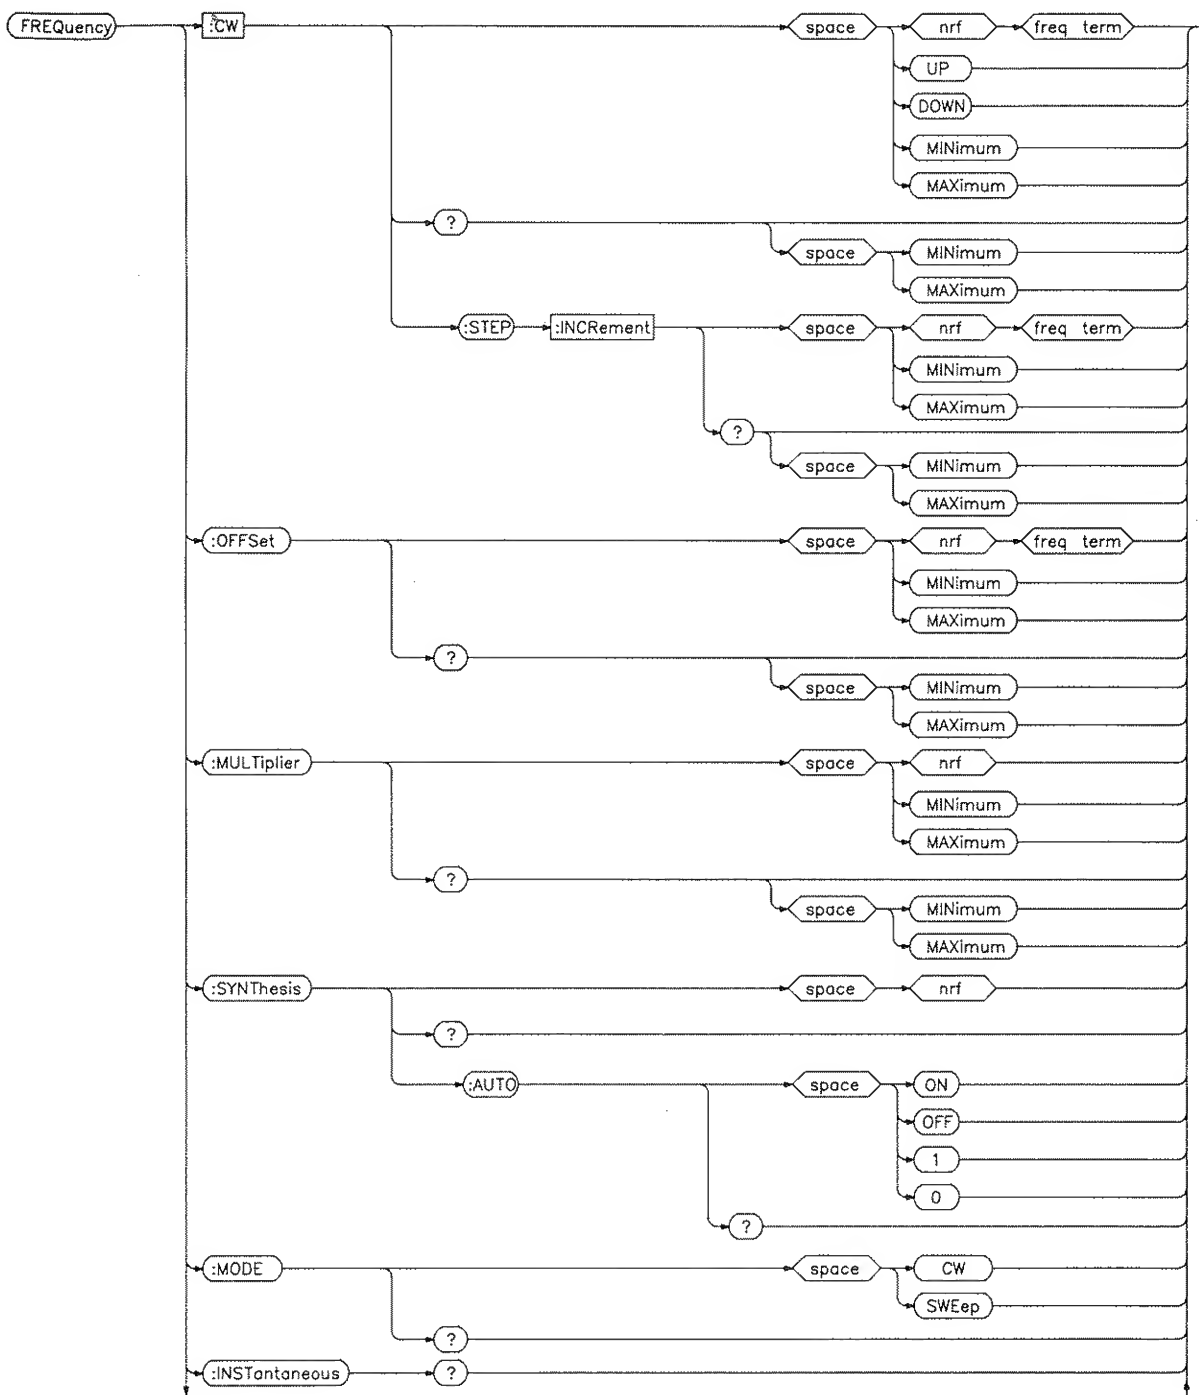 FREQuency :CW space nrf freq term
UP
DOWN
MINimum
MAXimum
?
space MINimum
MAXimum
:STEP :INCRement space nrf freq term
MINimum
MAXimum
?
space MINimum
MAXimum
:OFFSet space nrf freq term
MINimum
MAXimum
?
space MINimum
MAXimum
:MULTiplier space nrf
MINimum
MAXimum
?
space MINimum
MAXimum
:SYNThesis space nrf
?
:AUTO space ON
OFF
1
0
?
:MODE space CW
SWEep
?
:INSTantaneous ?